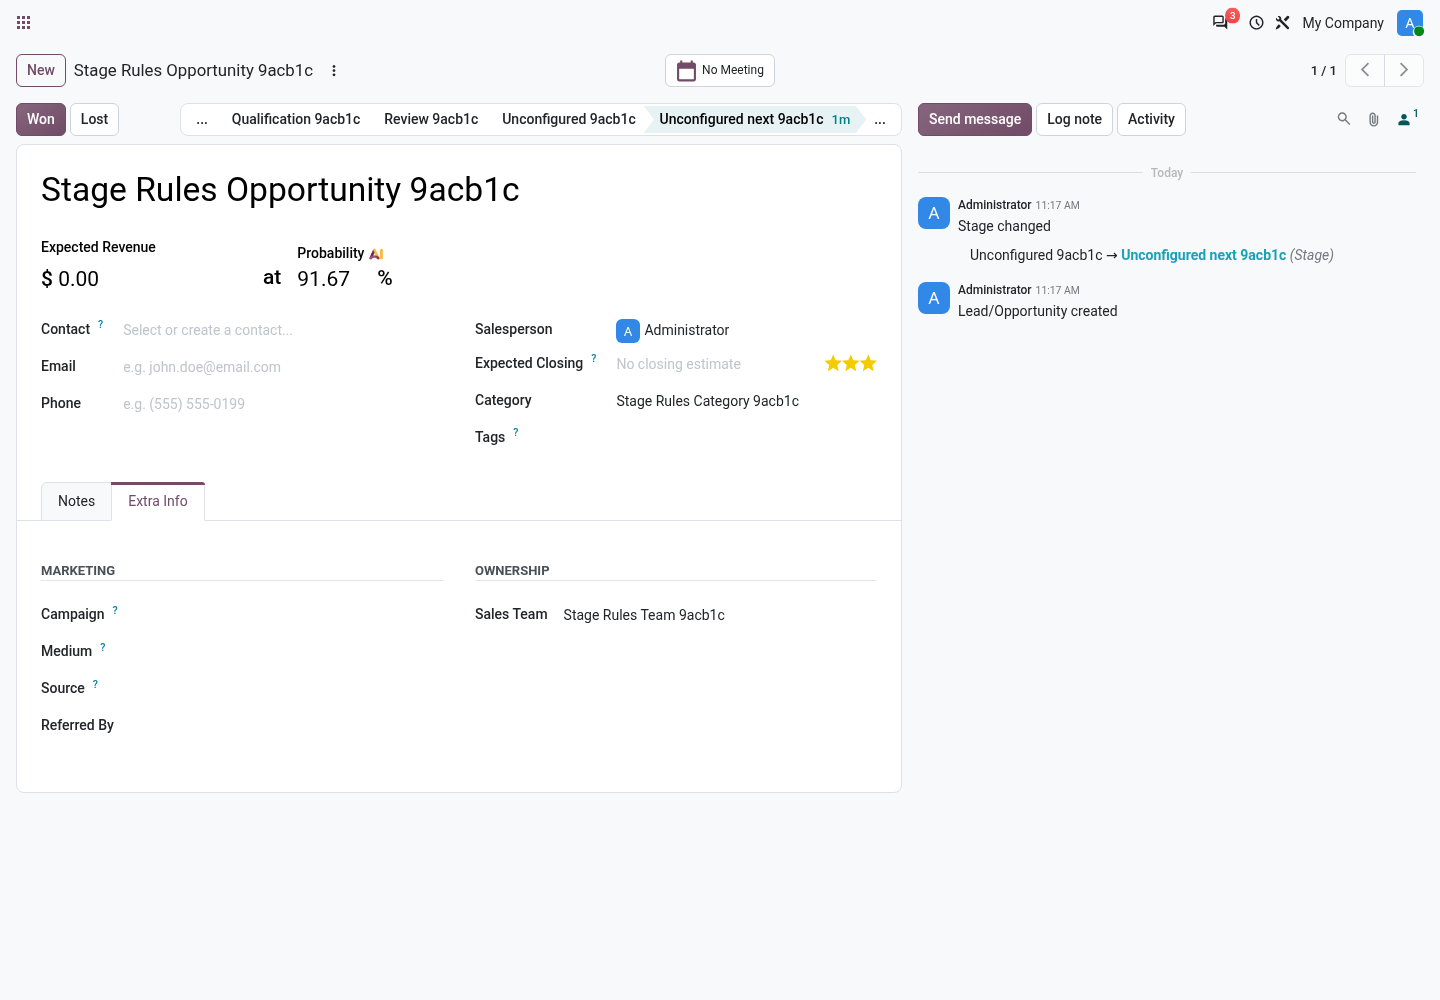 3
My Company
A
New
Stage Rules Opportunity 9acb1c
No Meeting
1 / 1
Won
Lost
...
Qualification 9acb1c
Review 9acb1c
Unconfigured 9acb1c
Unconfigured next 9acb1c 1m
...
Send message
Log note
Activity
1
Stage Rules Opportunity 9acb1c
Expected Revenue
Probability AI
$ 0.00
at
91.67 %
Contact ?
Select or create a contact...
Email
e.g. john.doe@email.com
Phone
e.g. (555) 555-0199
Salesperson
A Administrator
Expected Closing ?
No closing estimate
Category
Stage Rules Category 9acb1c
Tags ?
Notes
Extra Info
MARKETING
Campaign ?
Medium ?
Source ?
Referred By
OWNERSHIP
Sales Team
Stage Rules Team 9acb1c
Today
A
Administrator 11:17 AM
Stage changed
Unconfigured 9acb1c → Unconfigured next 9acb1c (Stage)
A
Administrator 11:17 AM
Lead/Opportunity created